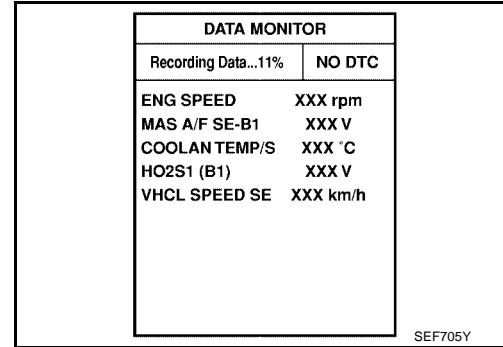 DATA MONITOR
Recording Data...11% NO DTC
ENG SPEED XXX rpm
MAS A/F SE-B1 XXX V
COOLAN TEMP/S XXX °C
HO2S1 (B1) XXX V
VHCL SPEED SE XXX km/h
SEF705Y